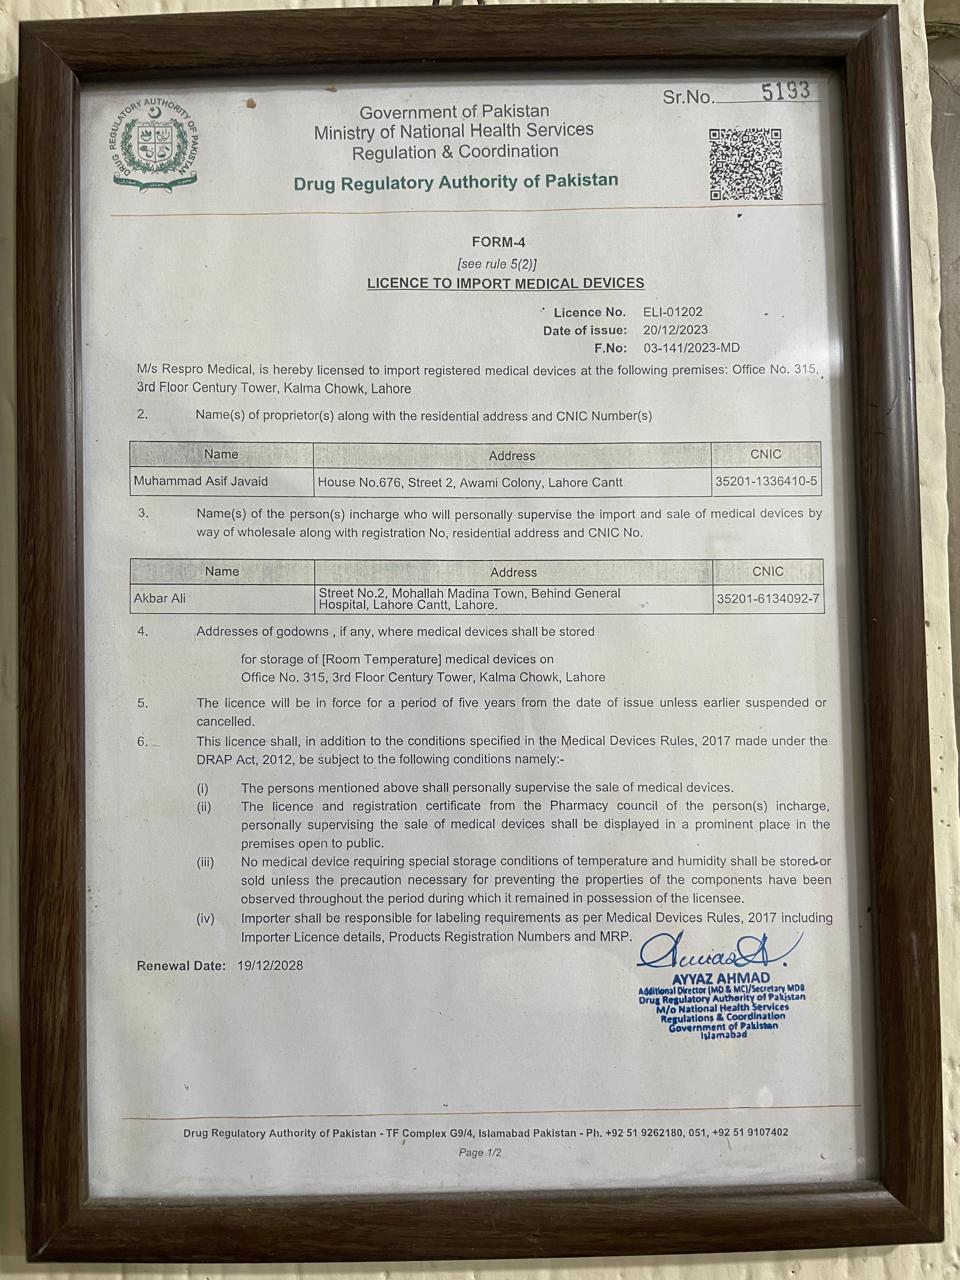 DRUG REGULATORY AUTHORITY OF PAKISTAN
Sr.No. 5193
Government of Pakistan
Ministry of National Health Services
Regulation & Coordination
Drug Regulatory Authority of Pakistan
FORM-4
[see rule 5(2)]
LICENCE TO IMPORT MEDICAL DEVICES
Licence No. ELI-01202
Date of issue: 20/12/2023
F.No: 03-141/2023-MD
M/s Respro Medical, is hereby licensed to import registered medical devices at the following premises: Office No. 315,
3rd Floor Century Tower, Kalma Chowk, Lahore
2. Name(s) of proprietor(s) along with the residential address and CNIC Number(s)
Name Address CNIC
Muhammad Asif Javaid House No.676, Street 2, Awami Colony, Lahore Cantt 35201-1336410-5
3. Name(s) of the person(s) incharge who will personally supervise the import and sale of medical devices by
way of wholesale along with registration No, residential address and CNIC No.
Name Address CNIC
Akbar Ali Street No.2, Mohallah Madina Town, Behind General
Hospital, Lahore Cantt, Lahore. 35201-6134092-7
4. Addresses of godowns , if any, where medical devices shall be stored
for storage of [Room Temperature] medical devices on
Office No. 315, 3rd Floor Century Tower, Kalma Chowk, Lahore
5. The licence will be in force for a period of five years from the date of issue unless earlier suspended or
cancelled.
6. This licence shall, in addition to the conditions specified in the Medical Devices Rules, 2017 made under the
DRAP Act, 2012, be subject to the following conditions namely:-
(i) The persons mentioned above shall personally supervise the sale of medical devices.
(ii) The licence and registration certificate from the Pharmacy council of the person(s) incharge,
personally supervising the sale of medical devices shall be displayed in a prominent place in the
premises open to public.
(iii) No medical device requiring special storage conditions of temperature and humidity shall be stored or
sold unless the precaution necessary for preventing the properties of the components have been
observed throughout the period during which it remained in possession of the licensee.
(iv) Importer shall be responsible for labeling requirements as per Medical Devices Rules, 2017 including
Importer Licence details, Products Registration Numbers and MRP.
Renewal Date: 19/12/2028
AYYAZ AHMAD
Additional Director (MD & MC)/Secretary MDB
Drug Regulatory Authority of Pakistan
M/o National Health Services
Regulations & Coordination
Government of Pakistan
Islamabad
Drug Regulatory Authority of Pakistan - TF Complex G9/4, Islamabad Pakistan - Ph. +92 51 9262180, 051, +92 51 9107402
Page 1/2